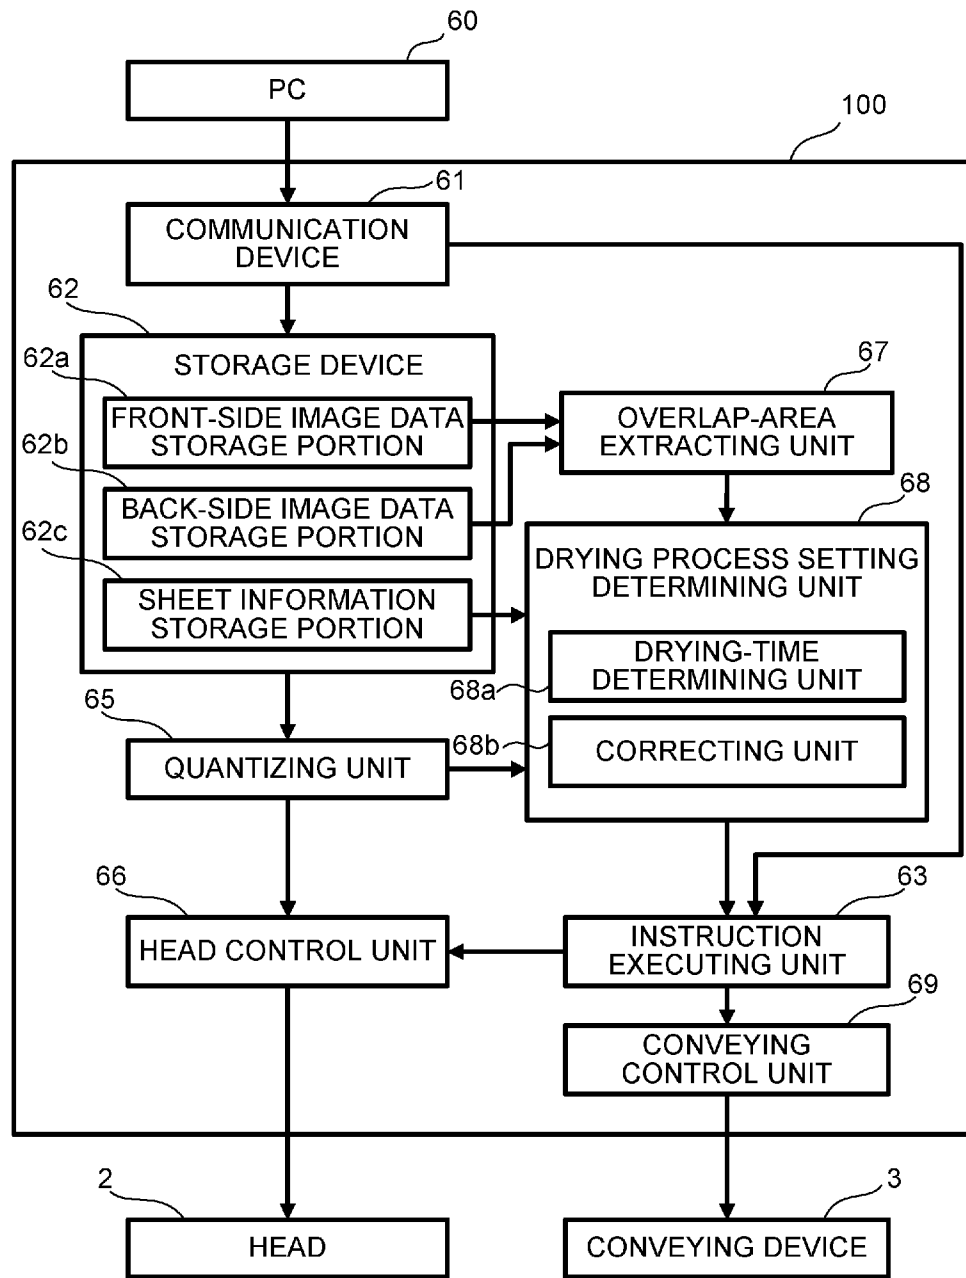 60
PC
100
61
COMMUNICATION
DEVICE
62
STORAGE DEVICE
62a
FRONT-SIDE IMAGE DATA
STORAGE PORTION
67
OVERLAP-AREA
EXTRACTING UNIT
62b
BACK-SIDE IMAGE DATA
STORAGE PORTION
68
DRYING PROCESS SETTING
DETERMINING UNIT
62c
SHEET INFORMATION
STORAGE PORTION
DRYING-TIME
DETERMINING UNIT
68a
65
QUANTIZING UNIT
68b
CORRECTING UNIT
66
HEAD CONTROL UNIT
63
INSTRUCTION
EXECUTING UNIT
69
CONVEYING
CONTROL UNIT
2
HEAD
3
CONVEYING DEVICE